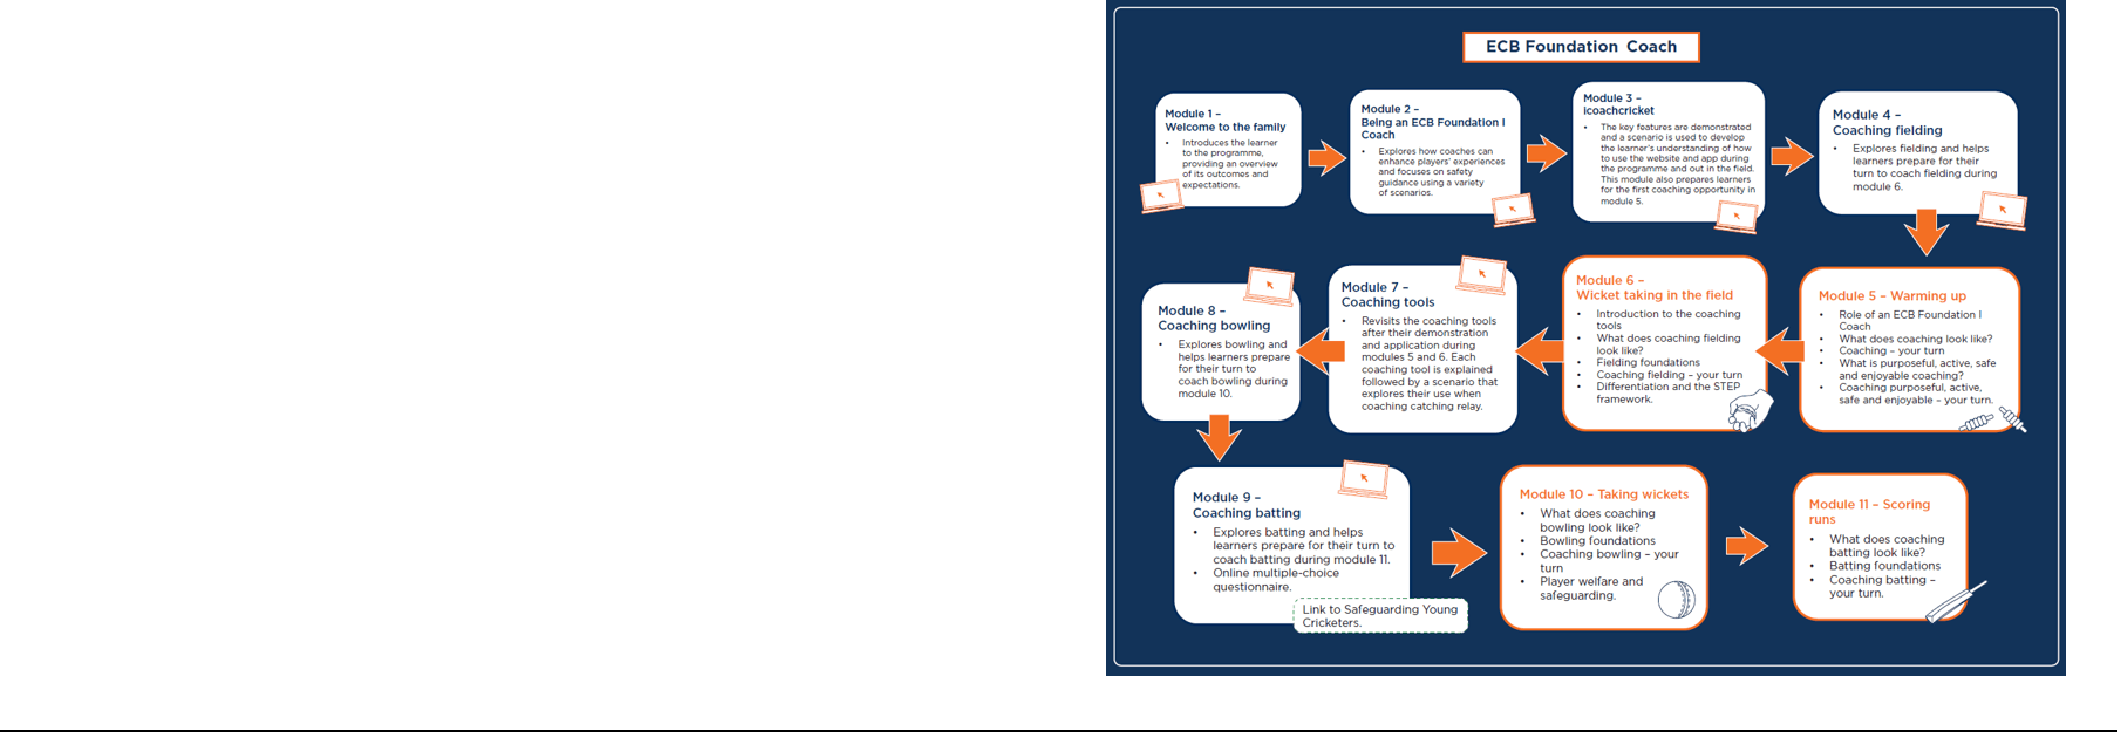 ECB Foundation Coach
Module 1 –
Welcome to the family
• Introduces the learner
to the programme,
providing an overview
of its outcomes and
expectations.
Module 2 –
Being an ECB Foundation I
Coach
• Explores how coaches can
enhance players' experiences
and focuses on safety
guidance using a variety
of scenarios.
Module 3 –
icoachcricket
• The key features are demonstrated
and a scenario is used to develop
the learner's understanding of how
to use the website and app during
the programme and out in the field.
This module also prepares learners
for the first coaching opportunity in
module 5.
Module 4 –
Coaching fielding
• Explores fielding and helps
learners prepare for their
turn to coach fielding during
module 6.
Module 5 – Warming up
• Role of an ECB Foundation I
Coach
• What does coaching look like?
• Coaching – your turn
• What is purposeful, active, safe
and enjoyable coaching?
• Coaching purposeful, active,
safe and enjoyable – your turn.
Module 6 –
Wicket taking in the field
• Introduction to the coaching
tools
• What does coaching fielding
look like?
• Fielding foundations
• Coaching fielding – your turn
• Differentiation and the STEP
framework.
Module 7 –
Coaching tools
• Revisits the coaching tools
after their demonstration
and application during
modules 5 and 6. Each
coaching tool is explained
followed by a scenario that
explores their use when
coaching catching relay.
Module 8 –
Coaching bowling
• Explores bowling and
helps learners prepare
for their turn to
coach bowling during
module 10.
Module 9 –
Coaching batting
• Explores batting and helps
learners prepare for their turn to
coach batting during module 11.
• Online multiple-choice
questionnaire.
Link to Safeguarding Young
Cricketers.
Module 10 – Taking wickets
• What does coaching
bowling look like?
• Bowling foundations
• Coaching bowling – your
turn
• Player welfare and
safeguarding.
Module 11 – Scoring
runs
• What does coaching
batting look like?
• Batting foundations
• Coaching batting –
your turn.